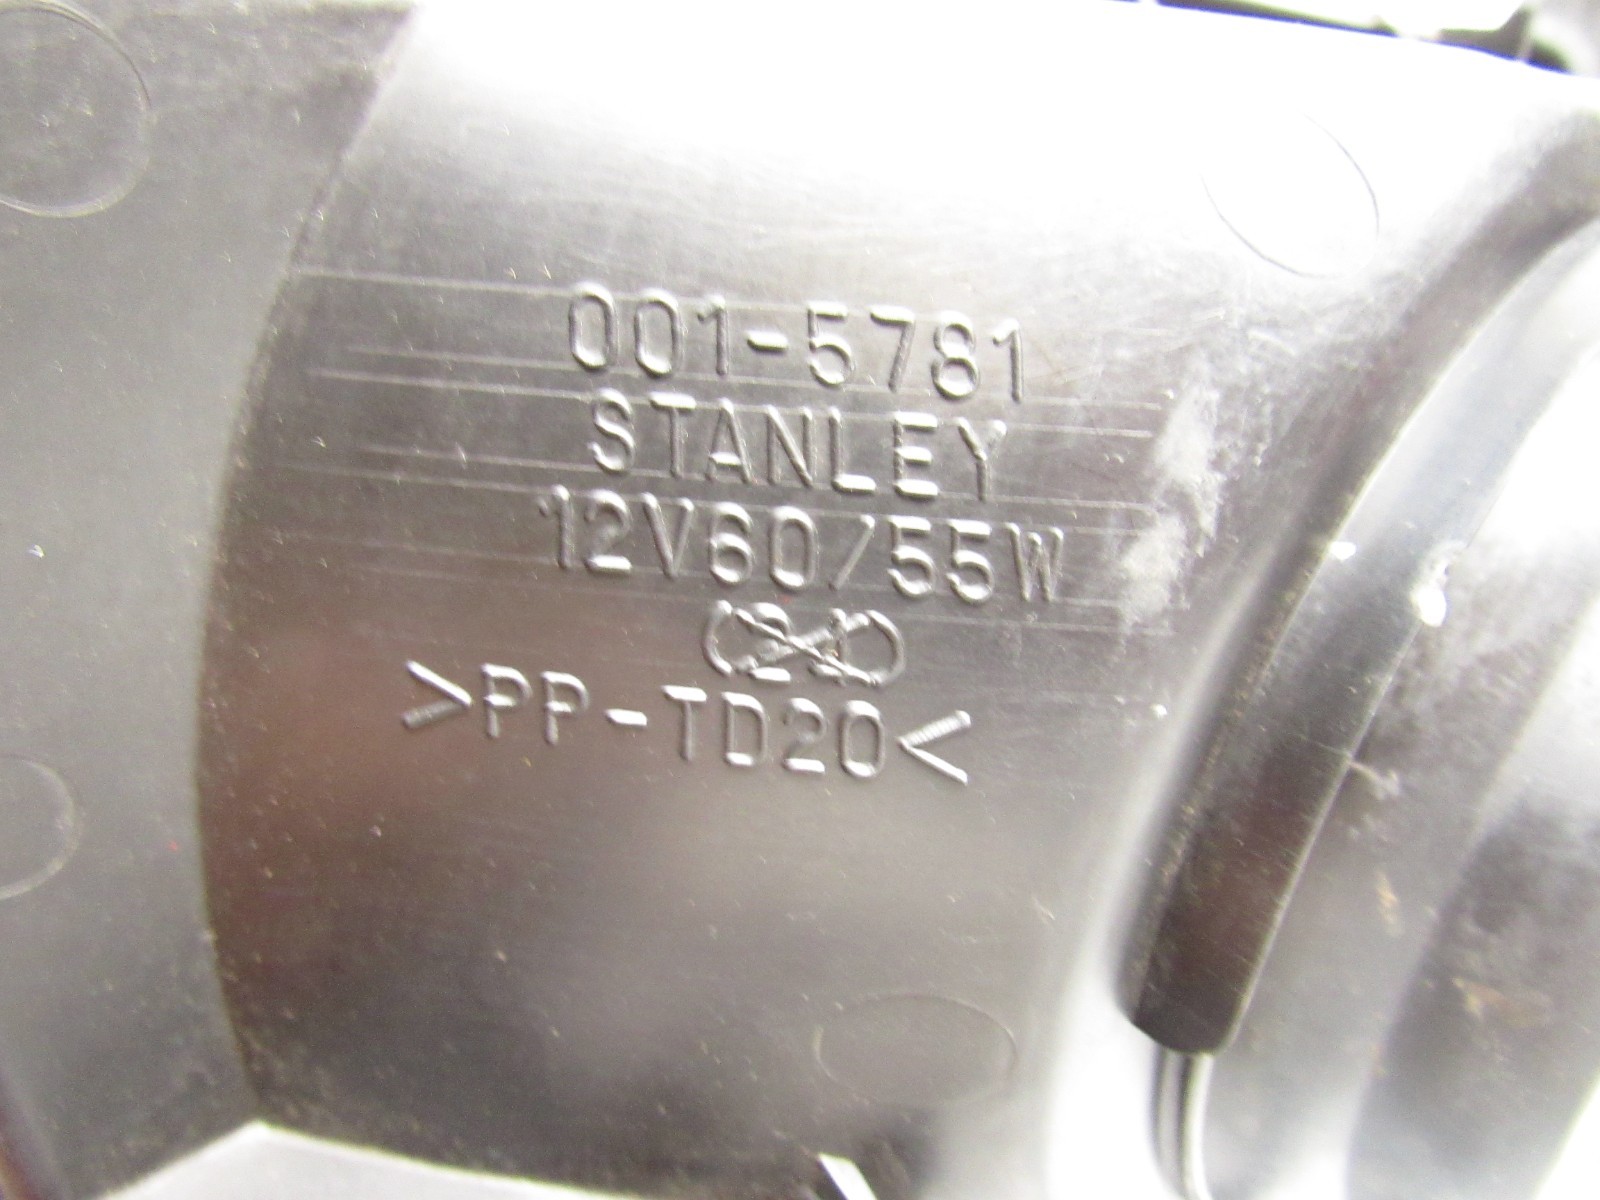 001-5781
STANLEY
12V60/55W
>PP-TD20<